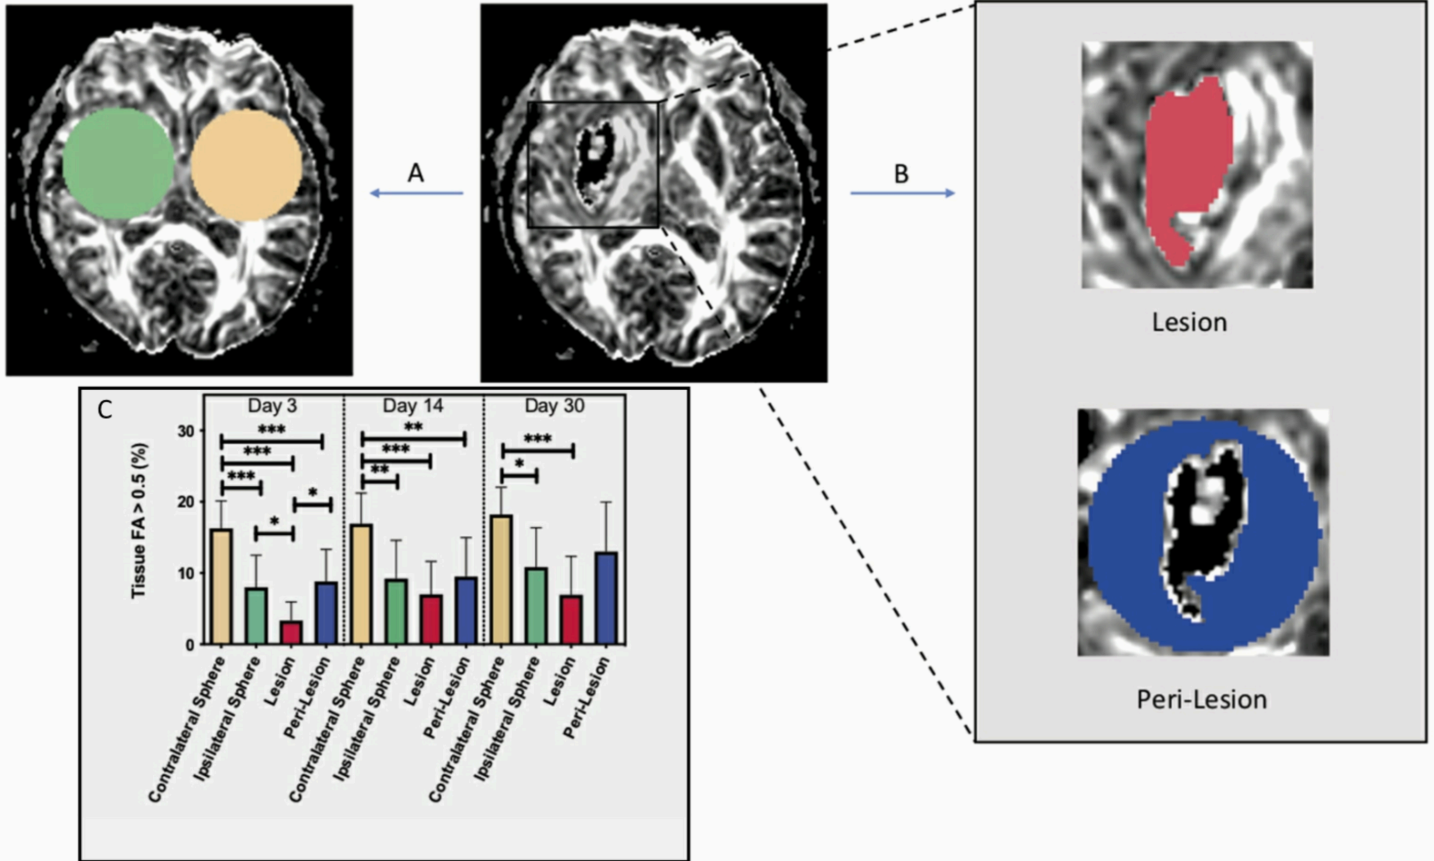 A
B
Lesion
Peri-Lesion
C
Day 3
Day 14
Day 30
Tissue FA > 0.5 (%)
30
20
10
0
***
***
***
*
*
**
***
**
***
*
Contralateral Sphere
Ipsilateral Sphere
Lesion
Peri-Lesion
Contralateral Sphere
Ipsilateral Sphere
Lesion
Peri-Lesion
Contralateral Sphere
Ipsilateral Sphere
Lesion
Peri-Lesion